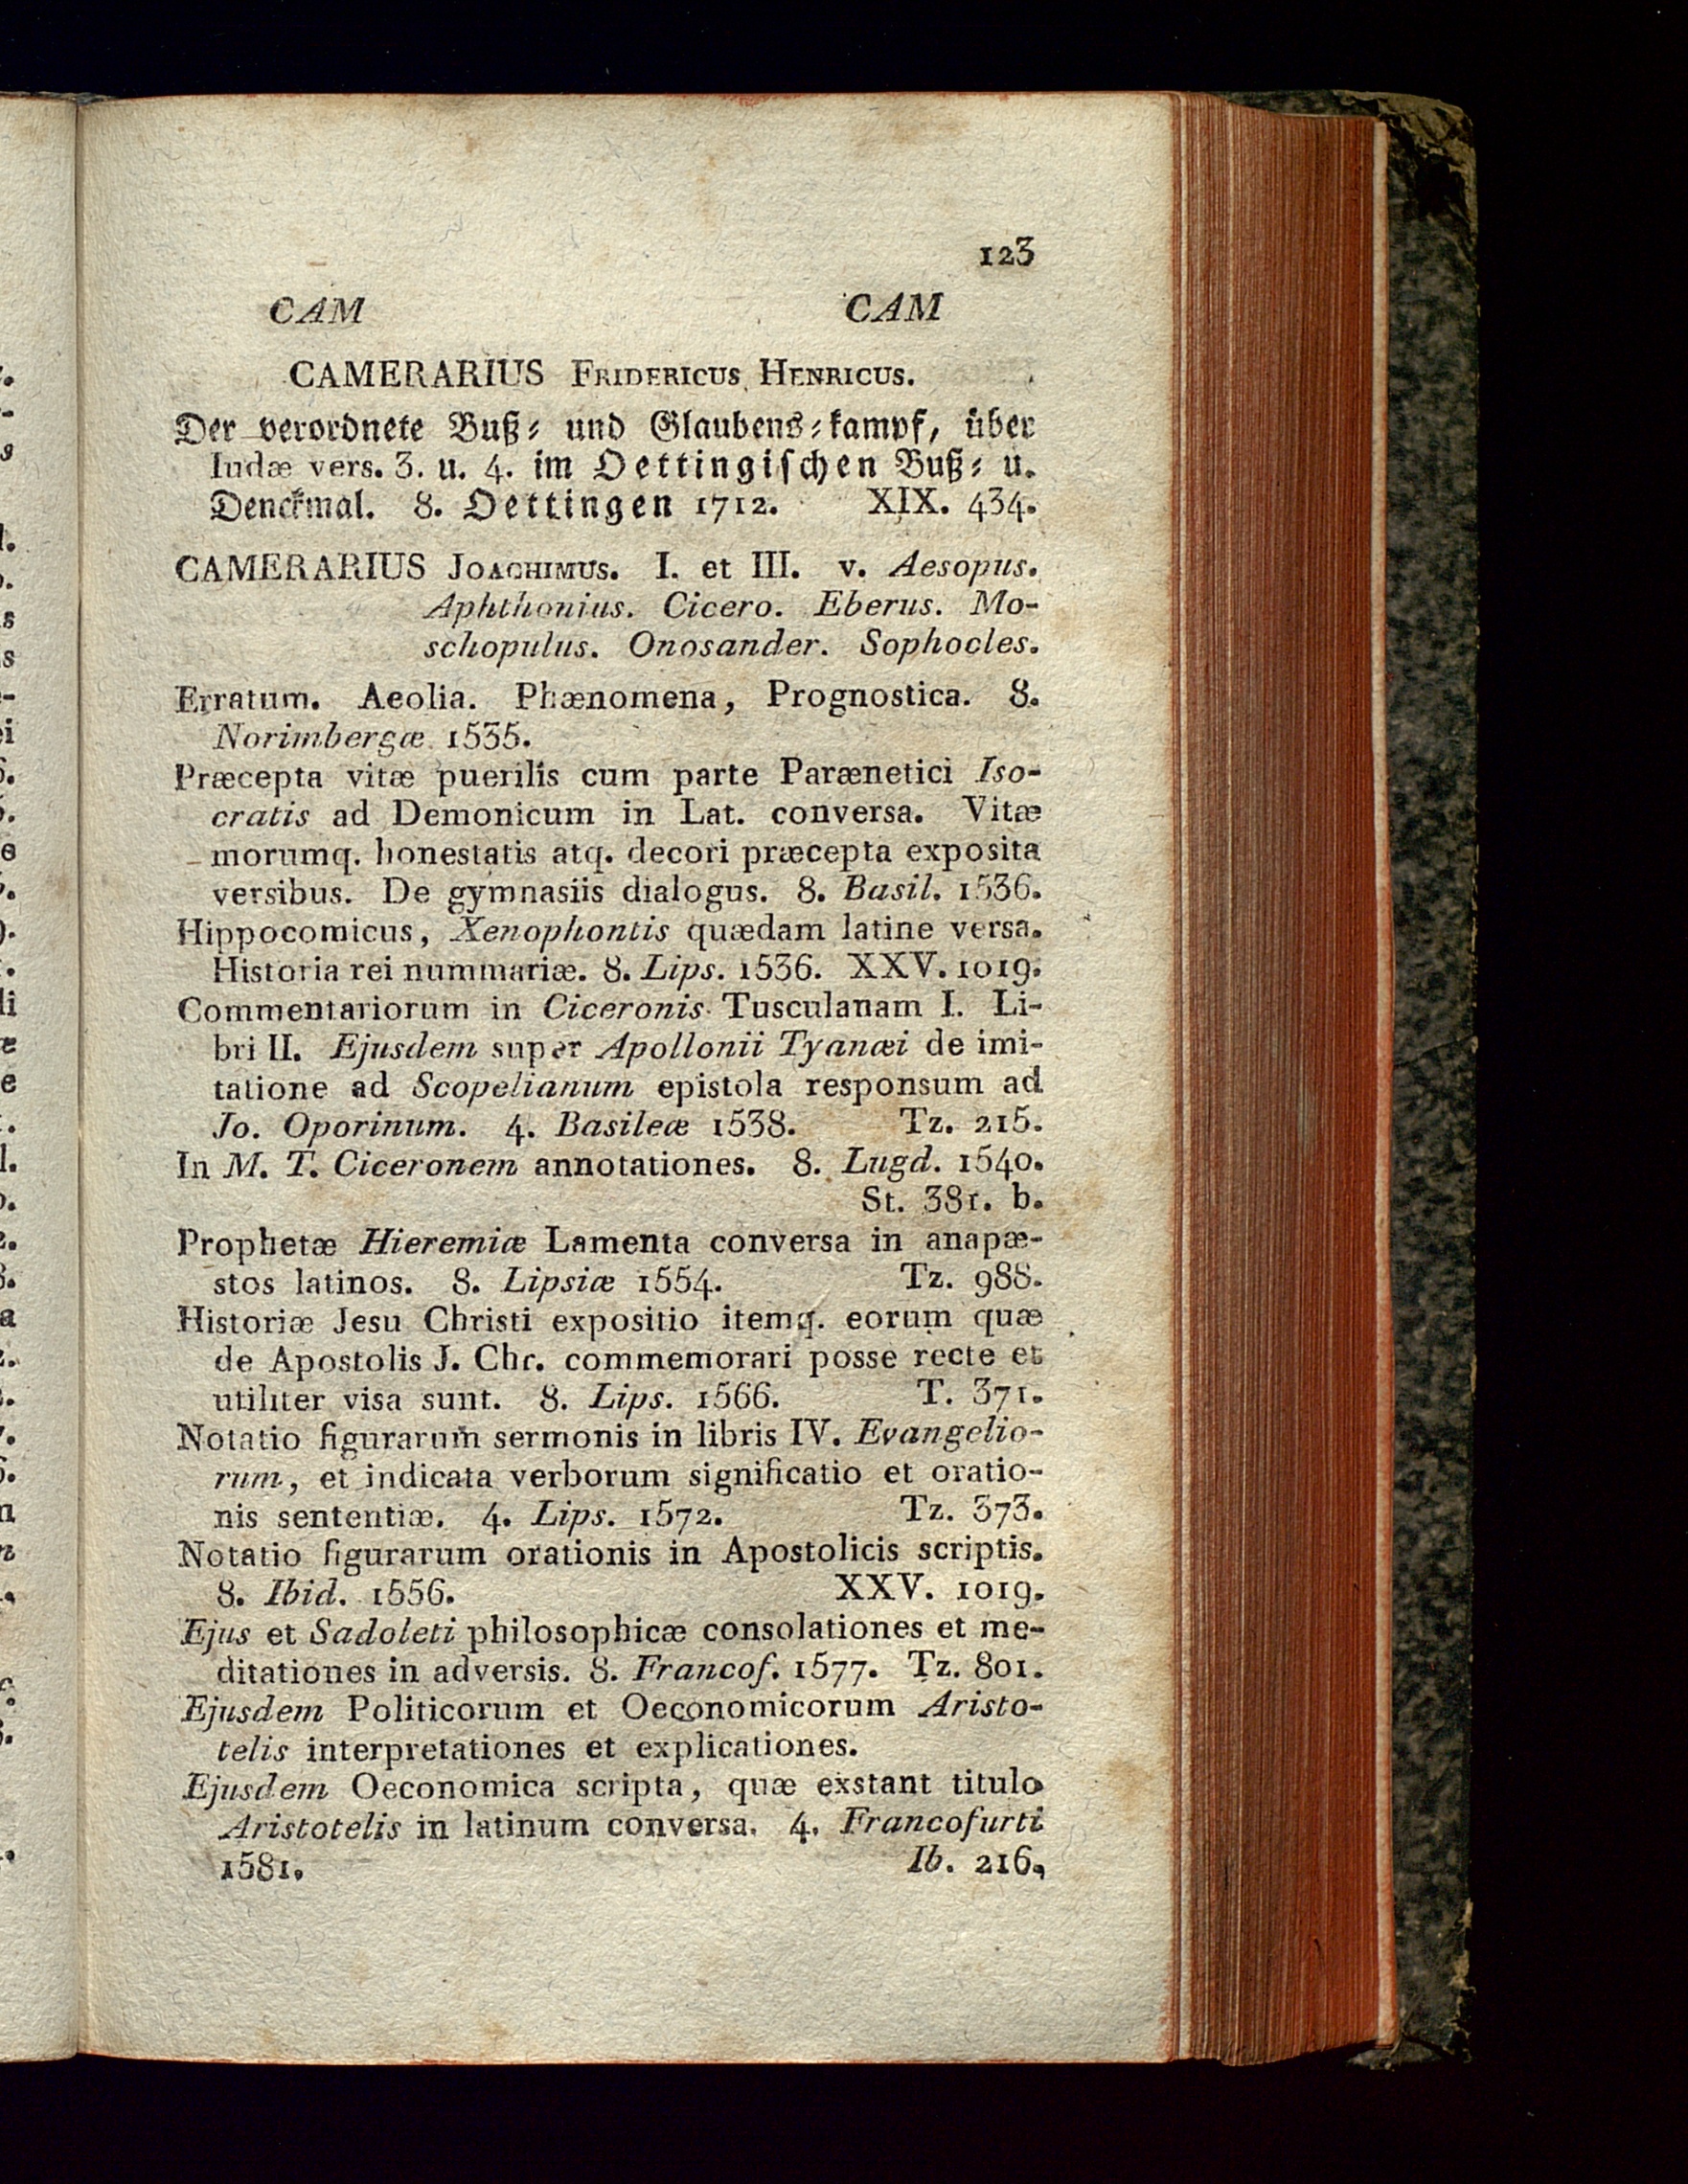 123
CAM CAM
CAMERARIUS FRIDERICUS HENRICUS.
Der verordnete Buß- und Glaubens-kampf, über
Iudæ vers. 3. u. 4. im Oettingischen Buß- u.
Denckmal. 8. Oettingen 1712. XIX. 434.
CAMERARIUS JOACHIMUS. I. et III. v. Aesopus.
Aphthonius. Cicero. Eberus. Mo-
schopulus. Onosander. Sophocles.
Erratum. Aeolia. Phænomena, Prognostica. 8.
Norimbergæ 1535.
Præcepta vitæ puerilis cum parte Parænetici Iso-
cratis ad Demonicum in Lat. conversa. Vitæ
morumq. honestatis atq. decori præcepta exposita
versibus. De gymnasiis dialogus. 8. Basil. 1536.
Hippocomicus, Xenophontis quædam latine versa.
Historia rei nummariæ. 8. Lips. 1536. XXV. 1019.
Commentariorum in Ciceronis Tusculanam I. Li-
bri II. Ejusdem super Apollonii Tyanæi de imi-
tatione ad Scopelianum epistola responsum ad
Jo. Oporinum. 4. Basileæ 1538. Tz. 215.
In M. T. Ciceronem annotationes. 8. Lugd. 1540.
St. 381. b.
Prophetæ Hieremiæ Lamenta conversa in anapæ-
stos latinos. 8. Lipsiæ 1554. Tz. 988.
Historiæ Jesu Christi expositio itemq. eorum quæ
de Apostolis J. Chr. commemorari posse recte et
utiliter visa sunt. 8. Lips. 1566. T. 371.
Notatio figurarum sermonis in libris IV. Evangelio-
rum, et indicata verborum significatio et oratio-
nis sententiæ. 4. Lips. 1572. Tz. 373.
Notatio figurarum orationis in Apostolicis scriptis.
8. Ibid. 1556. XXV. 1019.
Ejus et Sadoleti philosophicæ consolationes et me-
ditationes in adversis. 8. Francof. 1577. Tz. 801.
Ejusdem Politicorum et Oeconomicorum Aristo-
telis interpretationes et explicationes.
Ejusdem Oeconomica scripta, quæ exstant titulo
Aristotelis in latinum conversa. 4. Francofurti
1581. Ib. 216.